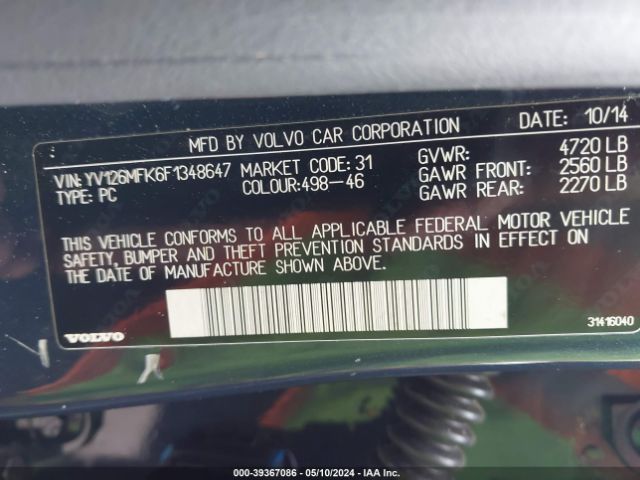 DATE: 10/14
MFD BY VOLVO CAR CORPORATION
VIN: YV126MFK6F1348647 MARKET CODE: 31 GVWR: 4720 LB
TYPE: PC COLOUR:498-46 GAWR FRONT: 2560 LB
GAWR REAR: 2270 LB
THIS VEHICLE CONFORMS TO ALL APPLICABLE FEDERAL MOTOR VEHICLE
SAFETY, BUMPER AND THEFT PREVENTION STANDARDS IN EFFECT ON
THE DATE OF MANUFACTURE SHOWN ABOVE.
VOLVO
31416040
000-39367086 - 05/10/2024 - IAA Inc.